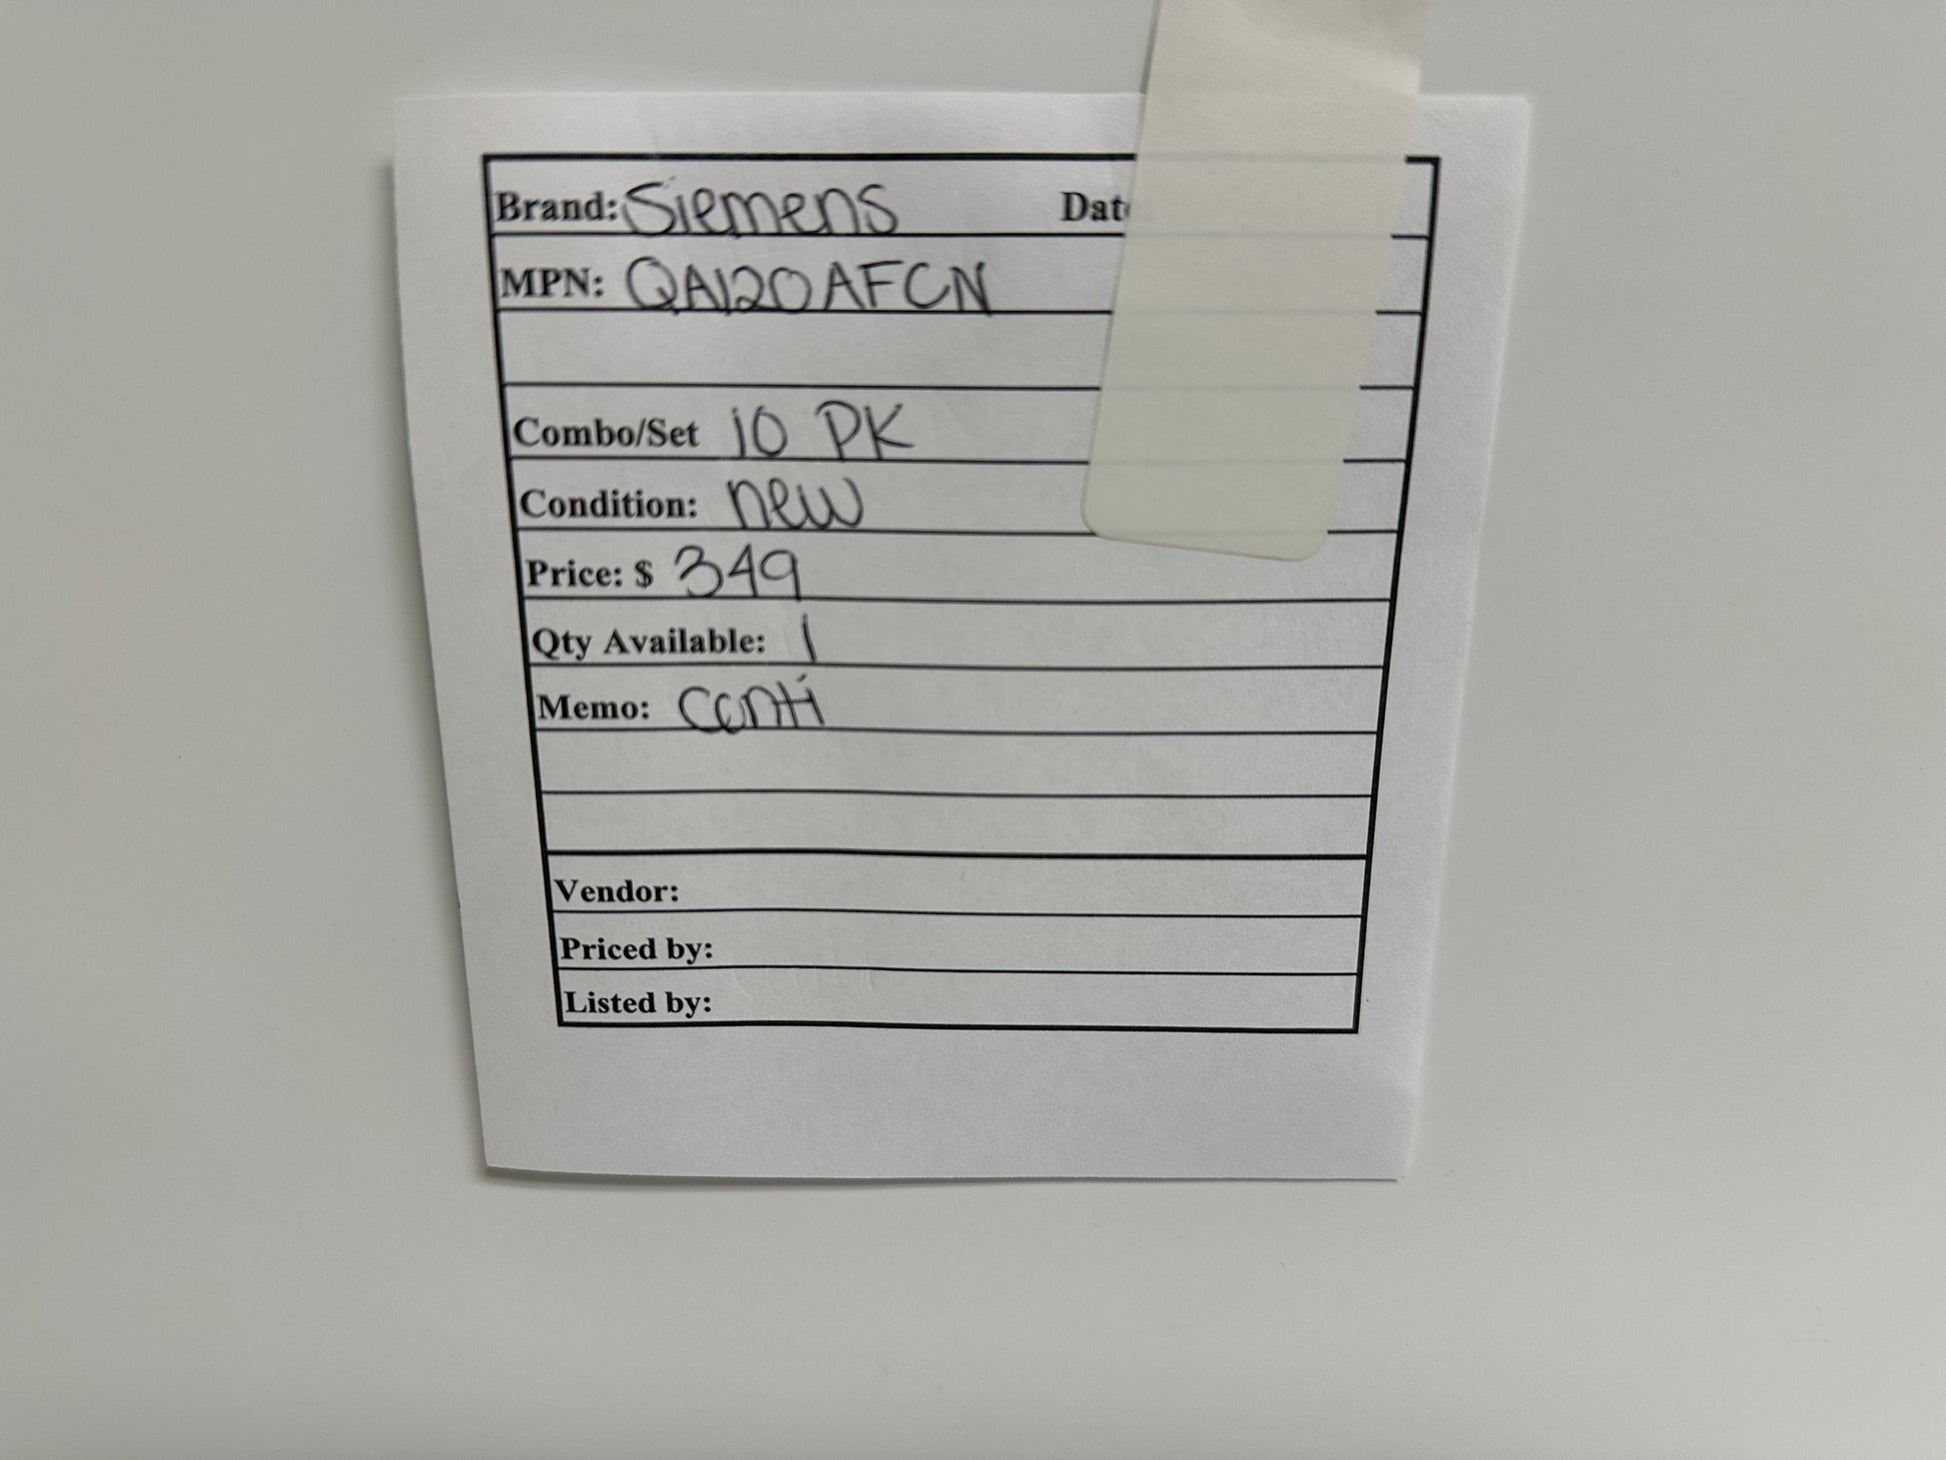 Brand: Siemens Dat
MPN: QA120AFCN
Combo/Set 10 PK
Condition: new
Price: $ 349
Qty Available: 1
Memo: conti
Vendor:
Priced by:
Listed by: